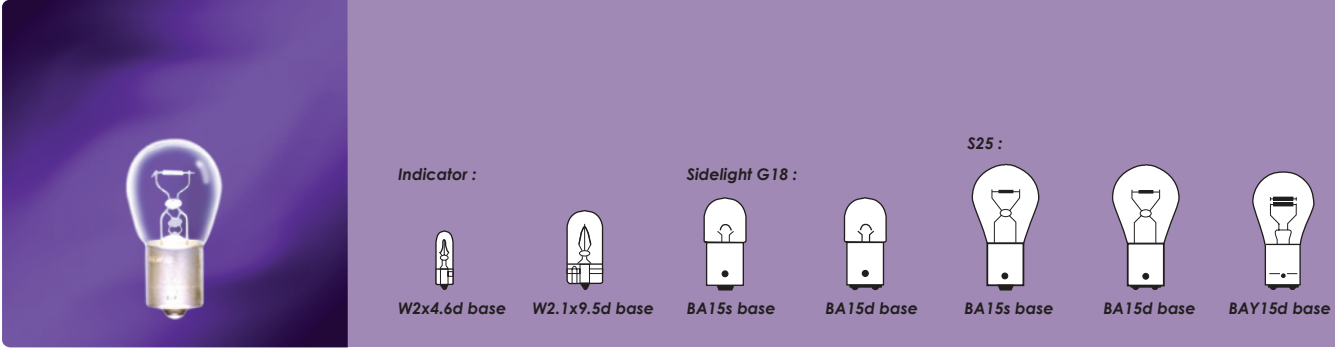 S25 :
Indicator :
Sidelight G18 :
W2x4.6d base
W2.1x9.5d base
BA15s base
BA15d base
BA15s base
BA15d base
BAY15d base